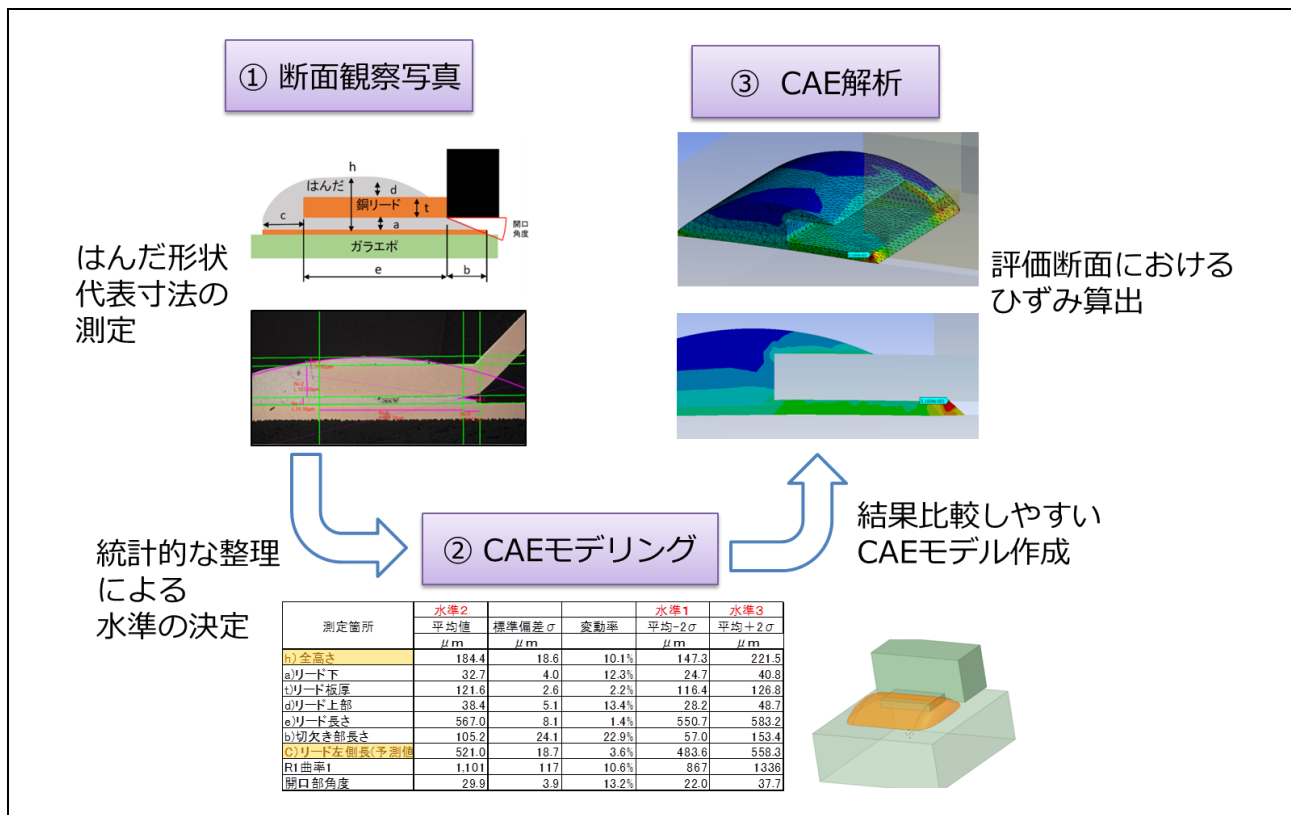 ① 断面観察写真
③ CAE解析
h
はんだ
d
銅リード
t
c
a
開口
角度
ガラエポ
e
b
はんだ形状
代表寸法の
測定
評価断面における
ひずみ算出
統計的な整理
による
水準の決定
② CAEモデリング
結果比較しやすい
CAEモデル作成
水準2 水準1 水準3
測定箇所 平均値 標準偏差σ 変動率 平均-2σ 平均+2σ
μm μm μm μm
h)全高さ 184.4 18.6 10.1% 147.3 221.5
a)リード下 32.7 4.0 12.3% 24.7 40.8
t)リード板厚 121.6 2.6 2.2% 116.4 126.8
d)リード上部 38.4 5.1 13.4% 28.2 48.7
e)リード長さ 567.0 8.1 1.4% 550.7 583.2
b)切欠き部長さ 105.2 24.1 22.9% 57.0 153.4
C)リード左側長(予測値 521.0 18.7 3.6% 483.6 558.3
R1曲率1 1,101 117 10.6% 867 1336
開口部角度 29.9 3.9 13.2% 22.0 37.7